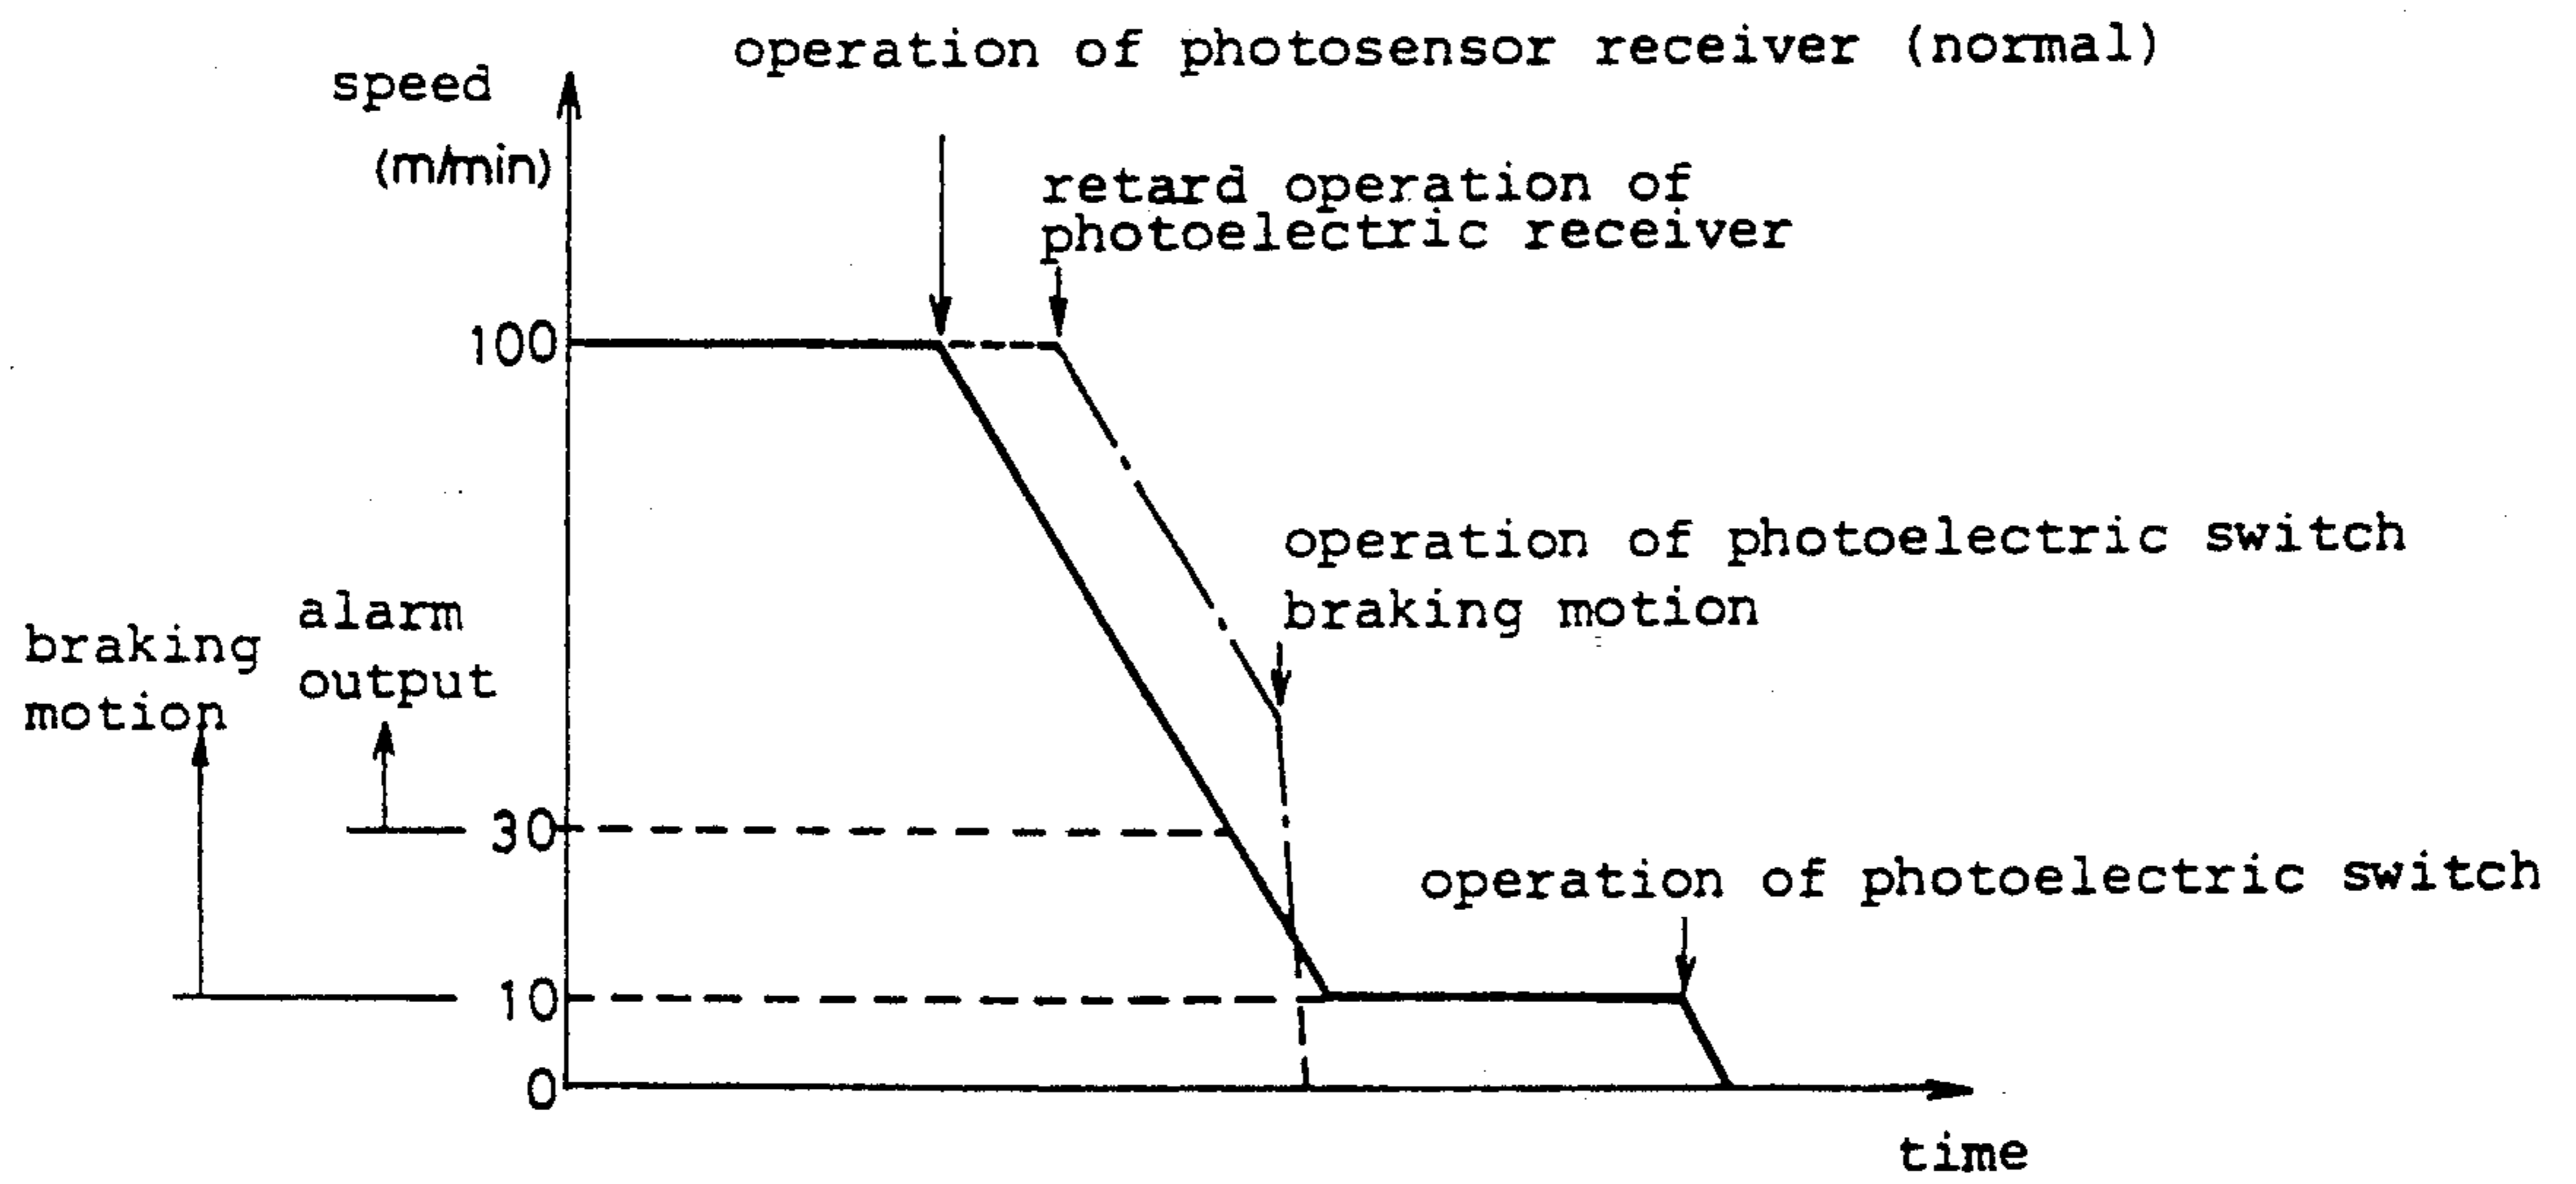 operation of photosensor receiver (normal)
speed
(m/min)
retard operation of
photoelectric receiver
100
operation of photoelectric switch
braking motion
alarm
output
braking
motion
30
operation of photoelectric switch
10
0
time